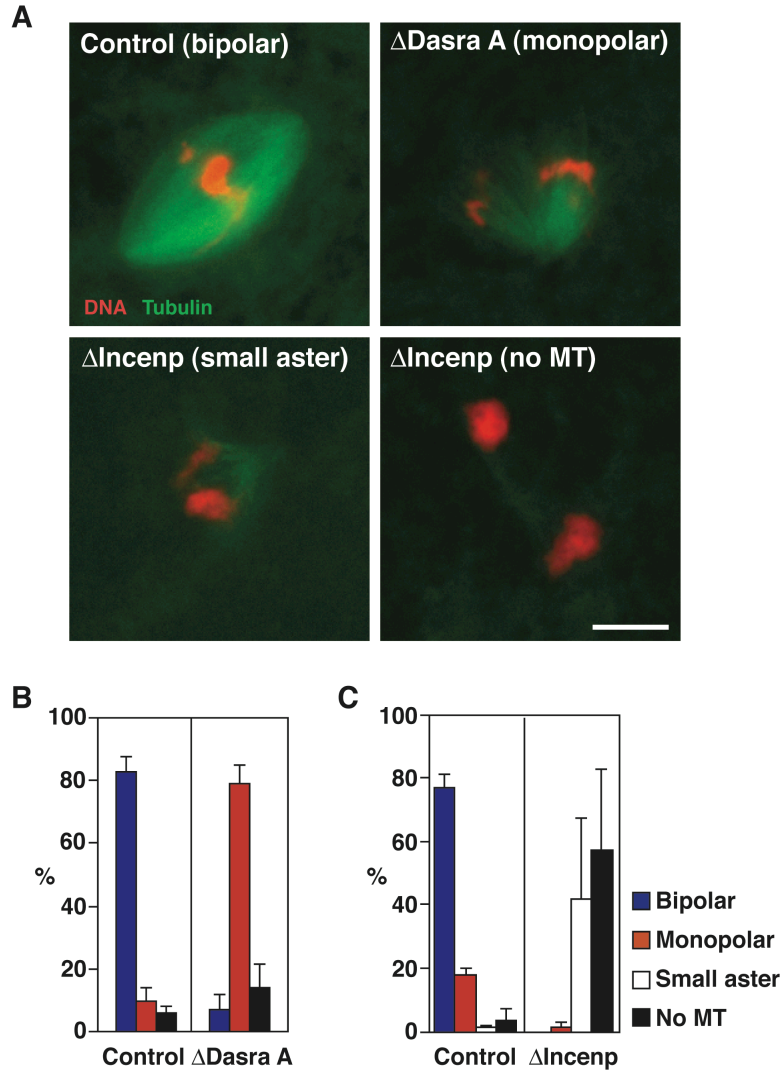 A
Control (bipolar)
ΔDasra A (monopolar)
DNA Tubulin
ΔIncenp (small aster)
ΔIncenp (no MT)
B
100
80
60
%
40
20
0
Control ΔDasra A
C
100
80
60
%
40
20
0
Control ΔIncenp
Bipolar
Monopolar
Small aster
No MT